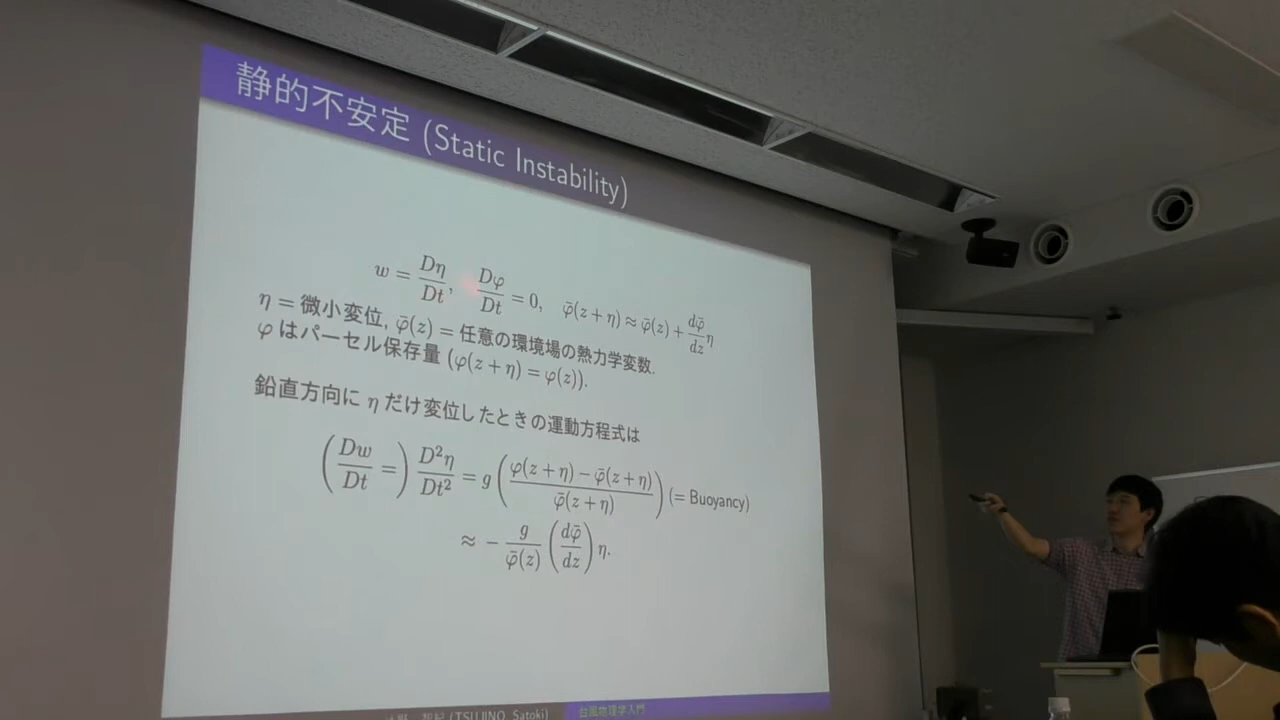 静的不安定 (Static Instability)
w = Dη/Dt, Dφ/Dt = 0, φ̄(z + η) ≈ φ̄(z) + dφ̄/dz η
η = 微小変位, φ̄(z) = 任意の環境場の熱力学変数.
φ はパーセル保存量 (φ(z + η) = φ(z)).
鉛直方向に η だけ変位したときの運動方程式は
(Dw/Dt =) D²η/Dt² = g (φ(z + η) − φ̄(z + η) / φ̄(z + η)) (= Buoyancy)
≈ − g/φ̄(z) (dφ̄/dz) η.
(TSUJINO, Satoki) 台風物理学入門